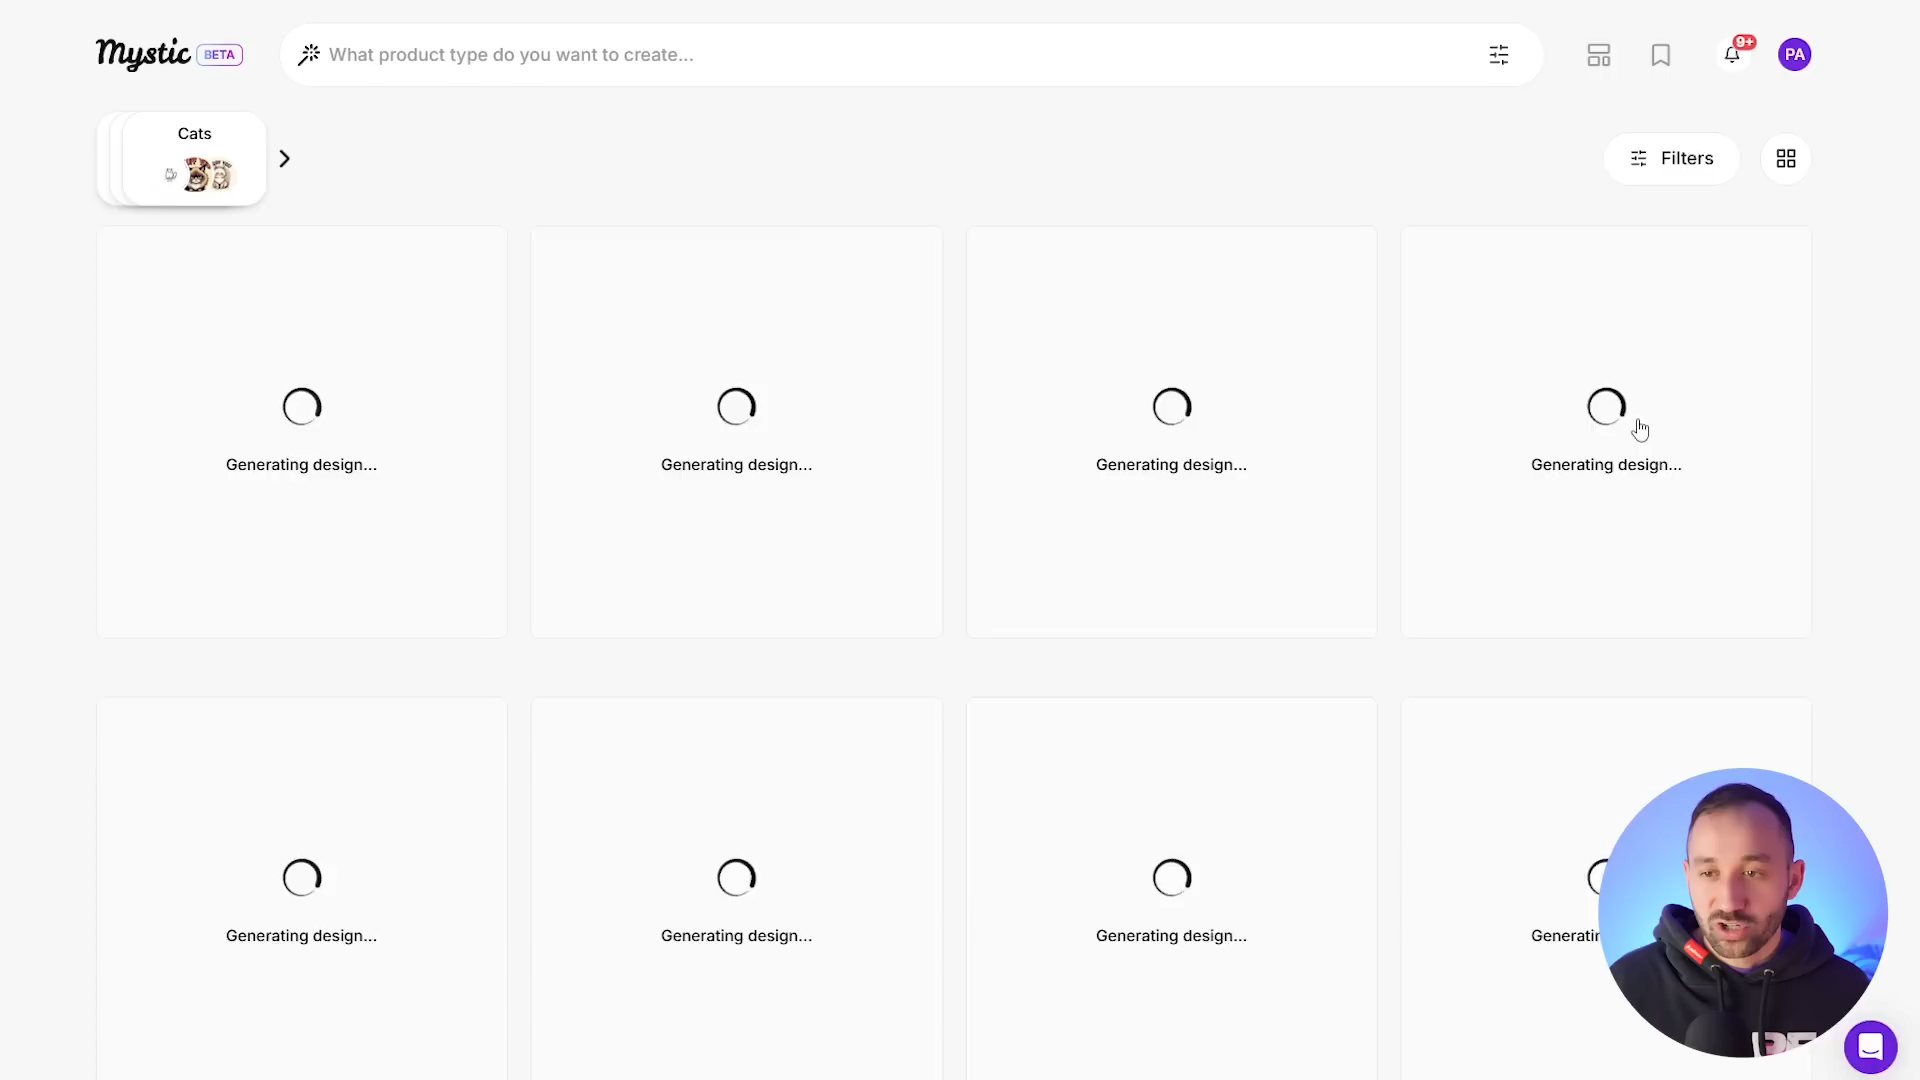 Mystic BETA
What product type do you want to create...
9+
PA
Cats
Filters
Generating design...
Generating design...
Generating design...
Generating design...
Generating design...
Generating design...
Generating design...